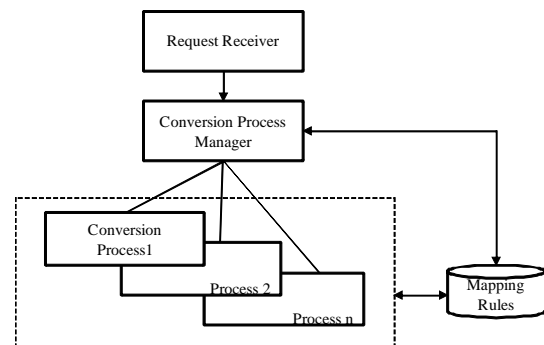 Request Receiver
Conversion Process
Manager
Conversion
Process1
Process 2
Process n
Mapping
Rules